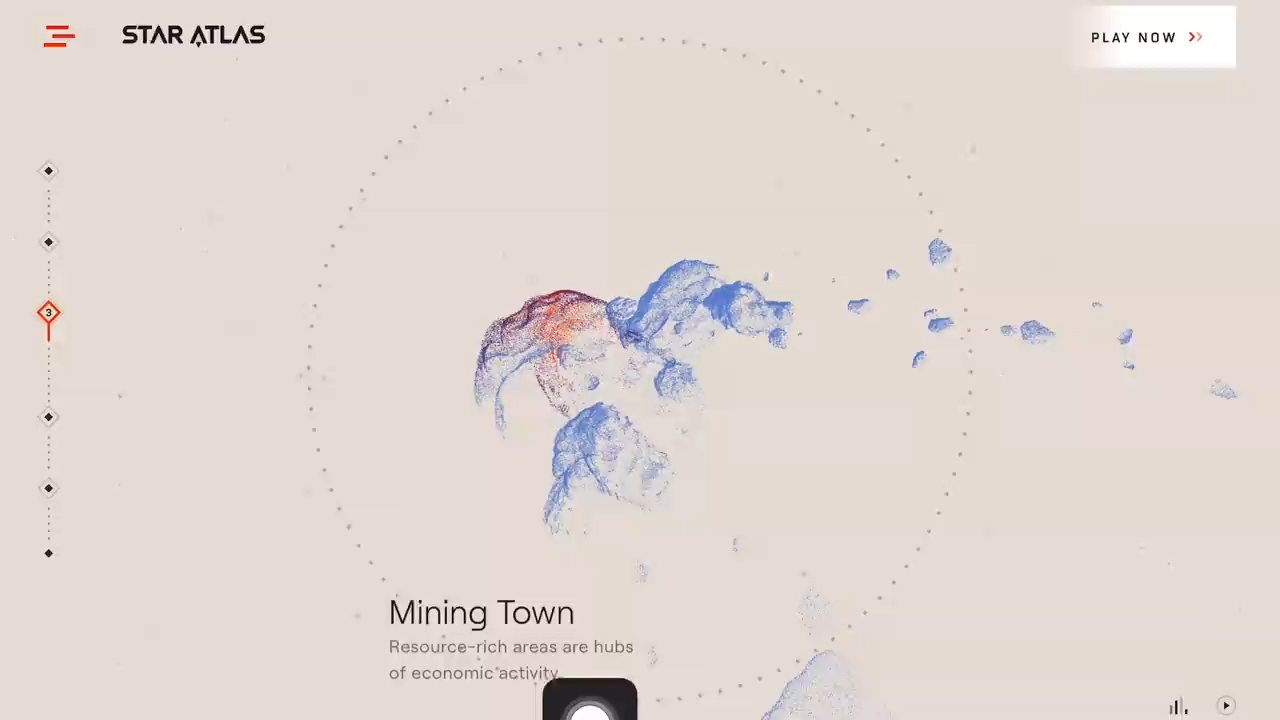 STAR ATLAS
PLAY NOW
3
Mining Town
Resource-rich areas are hubs
of economic activity